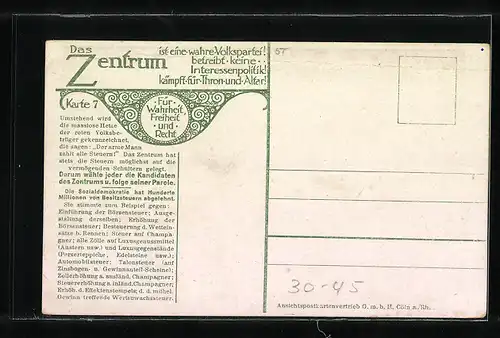 Das
Zentrum
ist eine wahre Volkspartei!
betreibt keine
Interessenpolitik!
kämpft für Thron und Altar!
Karte 7
Für
Wahrheit,
Freiheit
und
Recht
Umstehend wird
die masslose Hetze
der roten Volksbe-
trüger gekennzeichnet,
die sagen: „Der arme Mann
zahlt alle Steuern!“ Das Zentrum hat
stets die Steuern möglichst auf die
vermögenden Schultern gelegt.
Darum wähle jeder die Kandidaten
des Zentrums u. folge seiner Parole.
Die Sozialdemokratie hat Hunderte
Millionen von Besitzsteuern abgelehnt.
Sie stimmte zum Beispiel gegen:
Einführung der Börsensteuer; Ausge-
staltung derselben; Erhöhung der
Börsensteuer; Besteuerung d. Wettein-
sätze b. Rennen; Steuer auf Champa-
gner; alle Zölle auf Luxusgenussmittel
(Austern usw.) und Luxusgegenstände
(Perserteppiche, Edelsteine usw.);
Automobilsteuer; Talonsteuer (auf
Zinsbogen- u. Gewinnanteil-Scheine);
Zollerhöhung a. ausländ. Champagner;
Steuererhöhung a. inländ. Champagner;
Erhöh. d. Effektenstempels; d. d. mühel.
Gewinn treffende Wertzuwachssteuer.
30-45
Ansichtspostkartenvertrieb G. m. b. H. Cöln a./Rh.